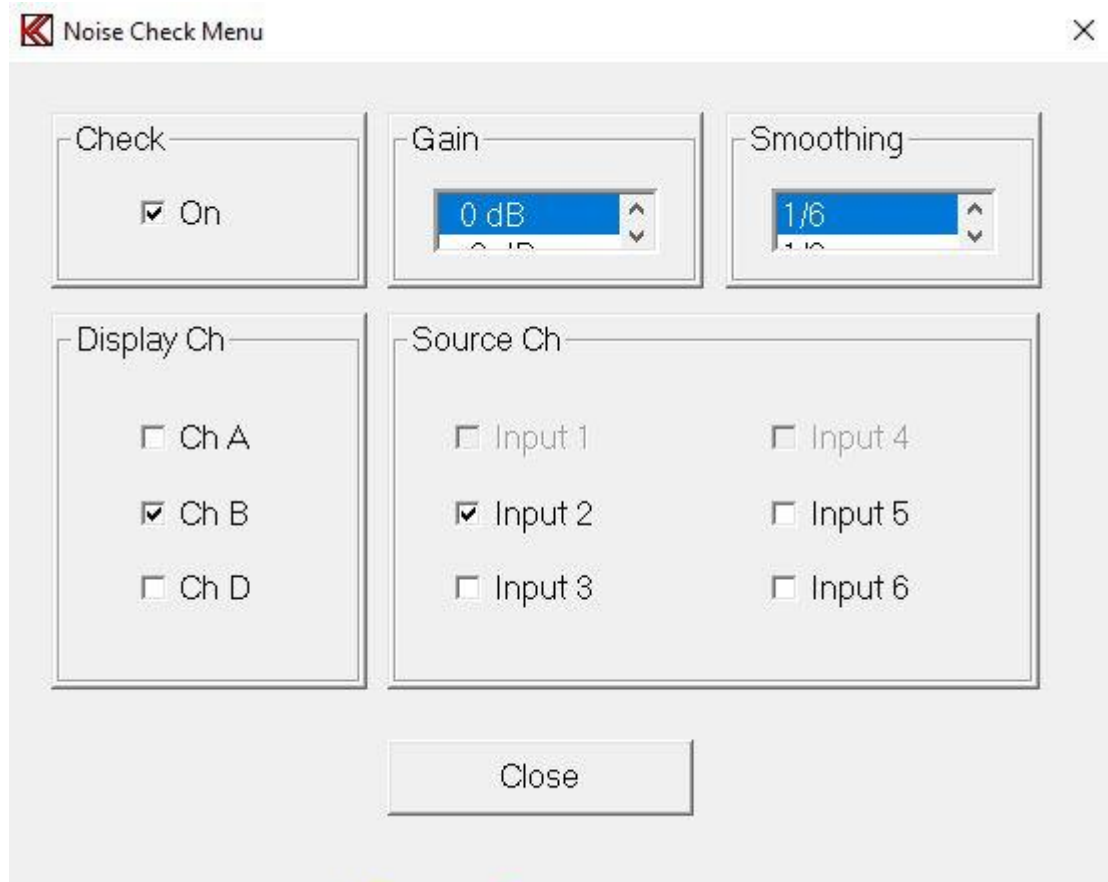 Noise Check Menu
Check
On
Gain
0 dB
Smoothing
1/6
Display Ch
Ch A
Ch B
Ch D
Source Ch
Input 1
Input 4
Input 2
Input 5
Input 3
Input 6
Close